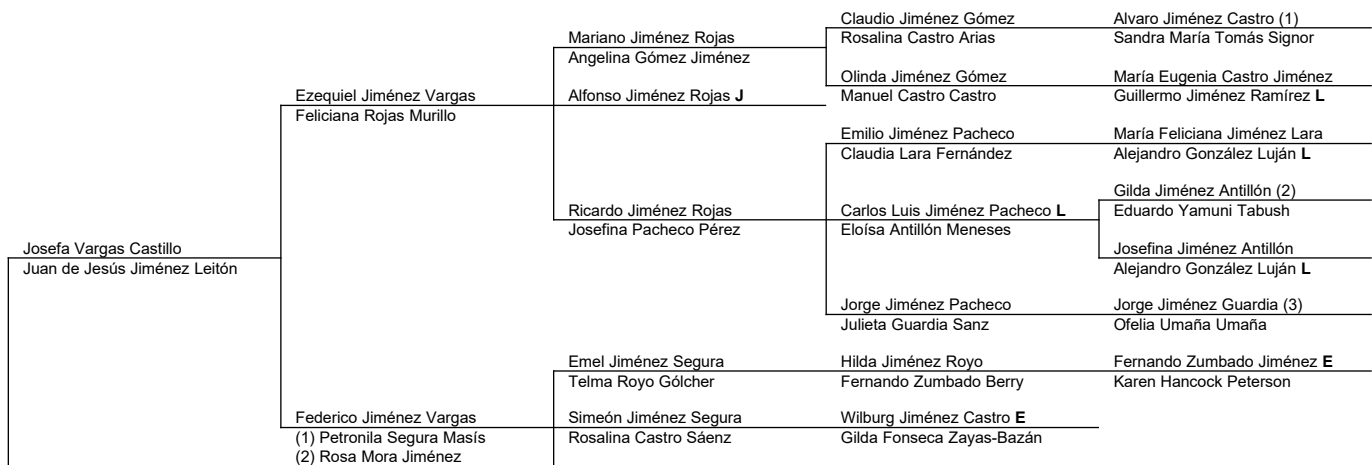 Claudio Jiménez Gómez
Alvaro Jiménez Castro (1)
Mariano Jiménez Rojas
Rosalina Castro Arias
Sandra María Tomás Signor
Angelina Gómez Jiménez
Olinda Jiménez Gómez
María Eugenia Castro Jiménez
Ezequiel Jiménez Vargas
Alfonso Jiménez Rojas J
Manuel Castro Castro
Guillermo Jiménez Ramírez L
Feliciana Rojas Murillo
Emilio Jiménez Pacheco
María Feliciana Jiménez Lara
Claudia Lara Fernández
Alejandro González Luján L
Gilda Jiménez Antillón (2)
Ricardo Jiménez Rojas
Carlos Luis Jiménez Pacheco L
Eduardo Yamuni Tabush
Josefina Pacheco Pérez
Eloísa Antillón Meneses
Josefa Vargas Castillo
Josefina Jiménez Antillón
Juan de Jesús Jiménez Leitón
Alejandro González Luján L
Jorge Jiménez Pacheco
Jorge Jiménez Guardia (3)
Julieta Guardia Sanz
Ofelia Umaña Umaña
Emel Jiménez Segura
Hilda Jiménez Royo
Fernando Zumbado Jiménez E
Telma Royo Gólcher
Fernando Zumbado Berry
Karen Hancock Peterson
Federico Jiménez Vargas
Simeón Jiménez Segura
Wilburg Jiménez Castro E
(1) Petronila Segura Masís
Rosalina Castro Sáenz
Gilda Fonseca Zayas-Bazán
(2) Rosa Mora Jiménez